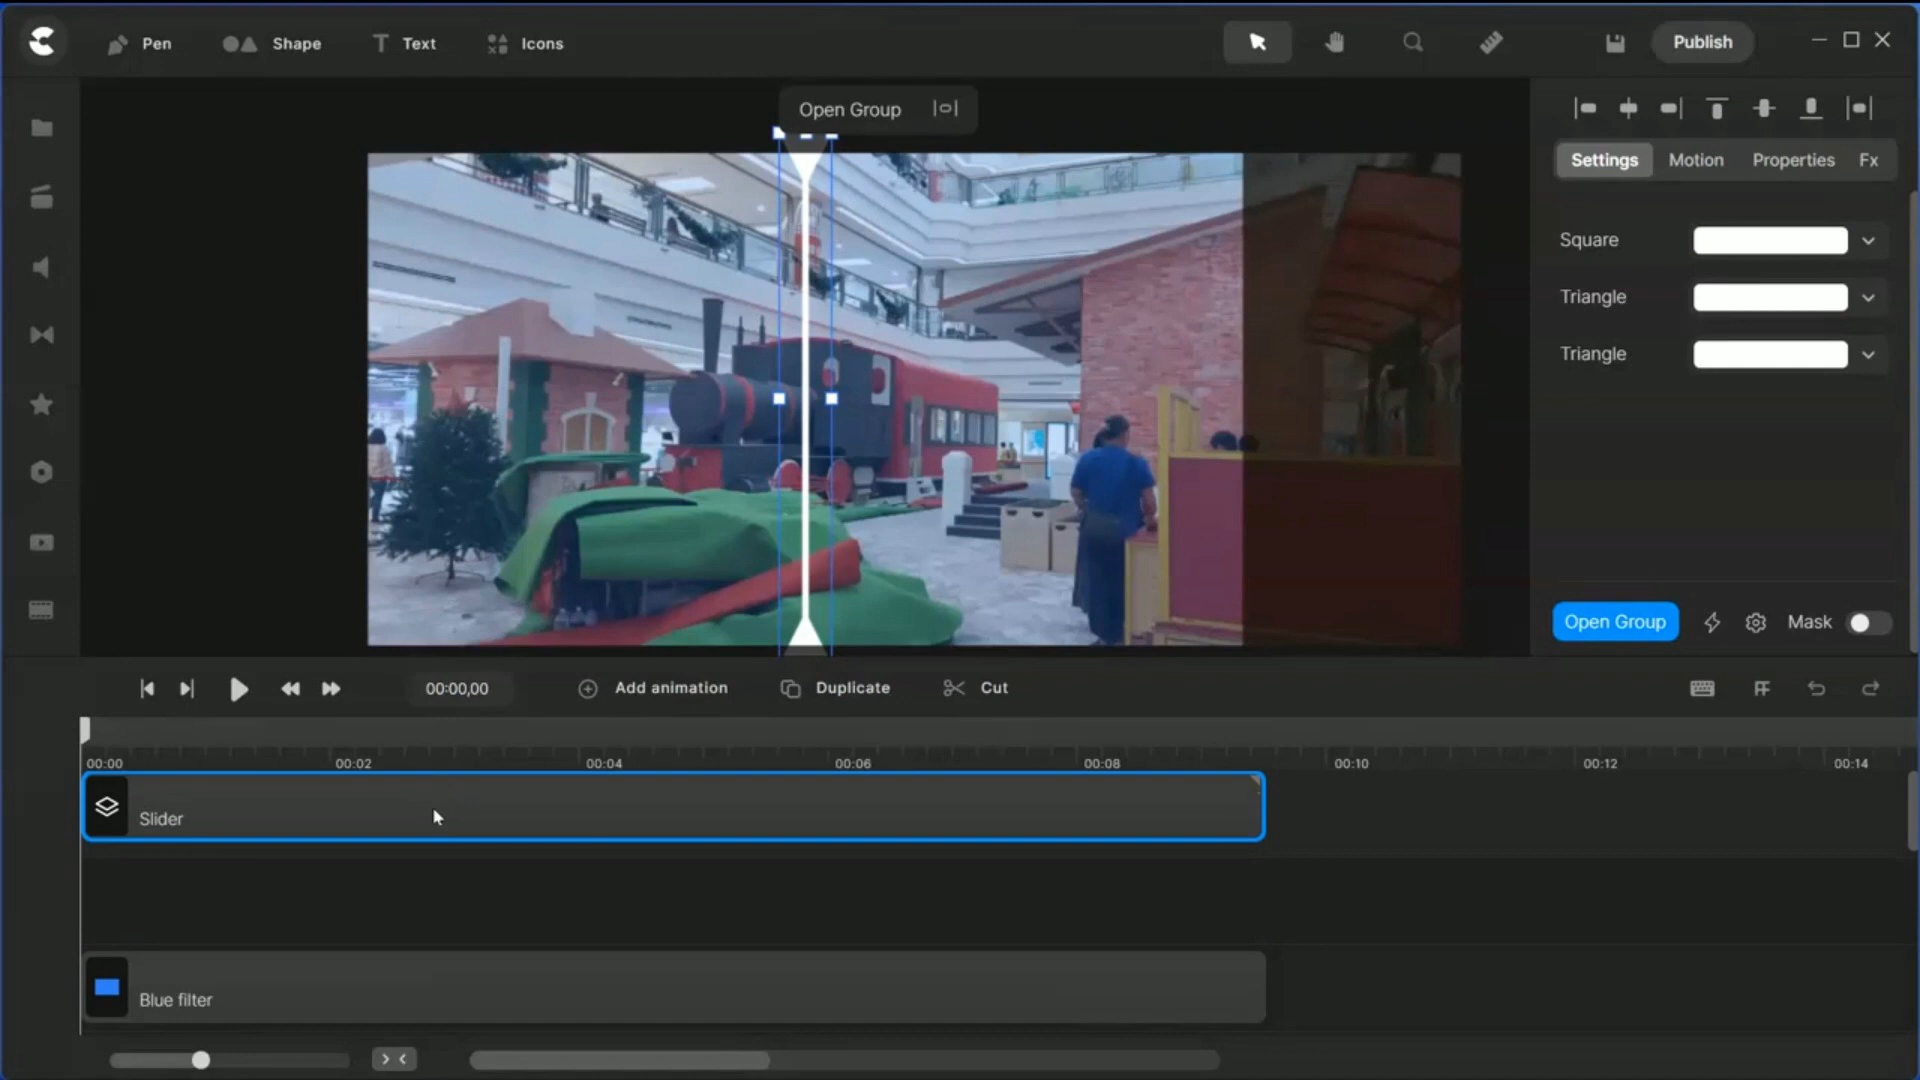 Pen
Shape
Text
Icons
Publish
Open Group
Settings
Motion
Properties
Fx
Square
Triangle
Triangle
Open Group
Mask
00:00,00
Add animation
Duplicate
Cut
00:00
00:02
00:04
00:06
00:08
00:10
00:12
00:14
Slider
Blue filter